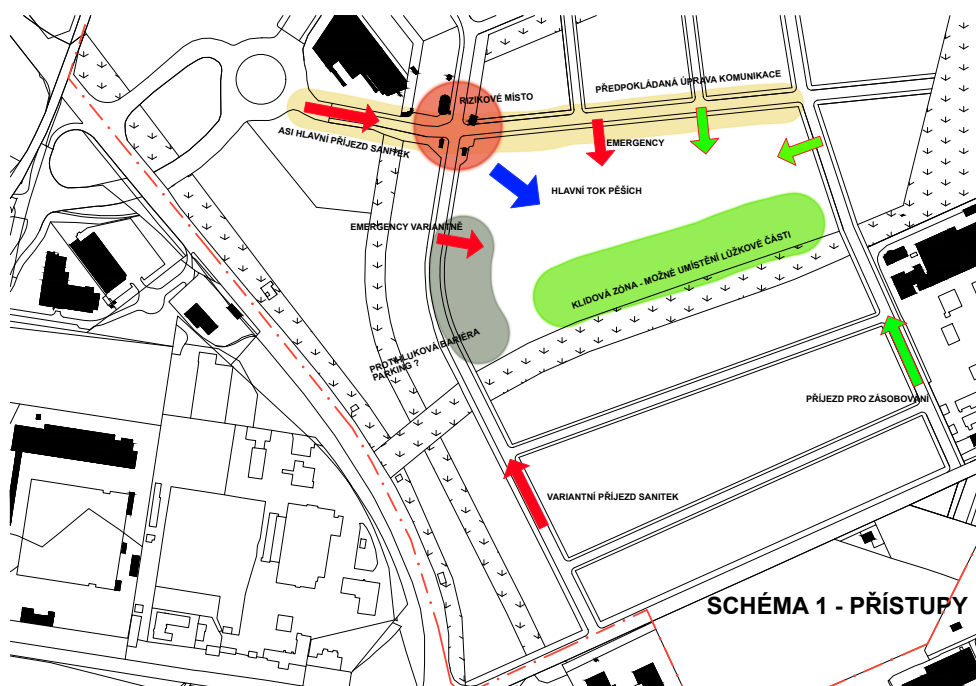 PŘEDPOKLÁDANÁ ÚPRAVA KOMUNIKACE
RIZIKOVÉ MÍSTO
ASI HLAVNÍ PŘÍJEZD SANITEK
EMERGENCY
HLAVNÍ TOK PĚŠÍCH
EMERGENCY VARIANTNĚ
KLIDOVÁ ZÓNA - MOŽNÉ UMÍSTĚNÍ LŮŽKOVÉ ČÁSTI
PROTIHLUKOVÁ BARIÉRA
PARKING ?
PŘÍJEZD PRO ZÁSOBOVÁNÍ
VARIANTNÍ PŘÍJEZD SANITEK
SCHÉMA 1 - PŘÍSTUPY